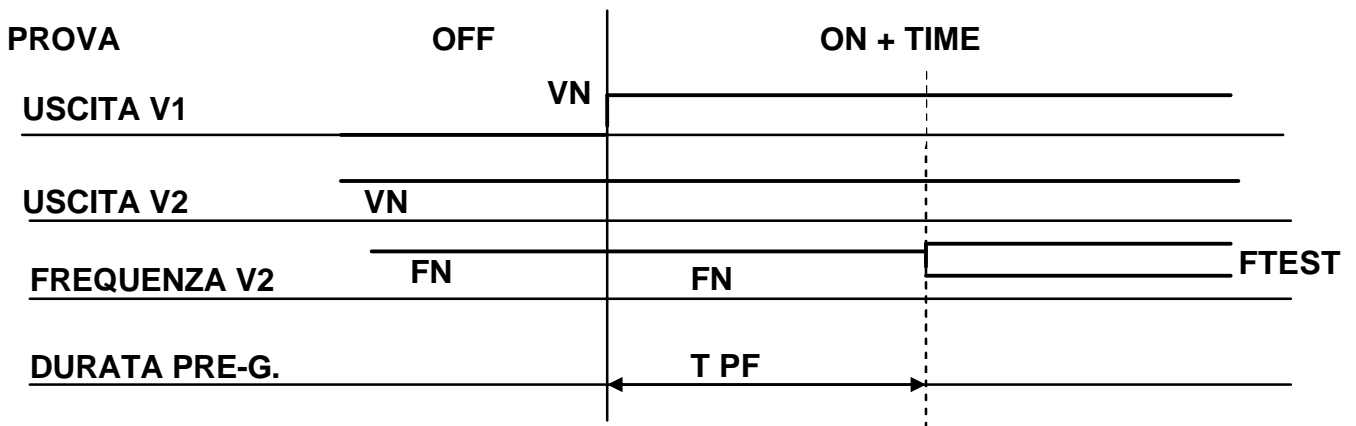 PROVA OFF ON + TIME
USCITA V1 VN
USCITA V2 VN
FREQUENZA V2 FN FN FTEST
DURATA PRE-G. T PF